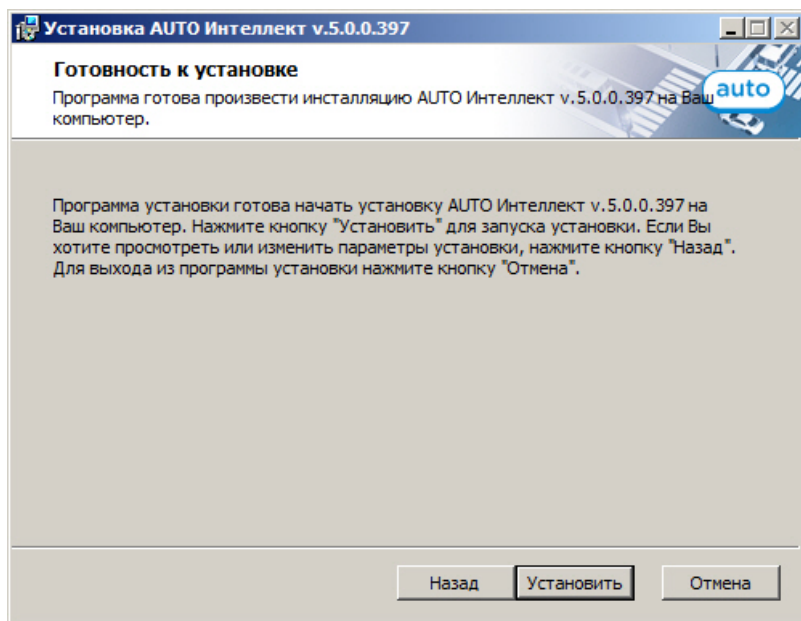 Установка AUTO Интеллект v.5.0.0.397
Готовность к установке
Программа готова произвести инсталляцию AUTO Интеллект v.5.0.0.397 на Ваш
компьютер.
auto
Программа установки готова начать установку AUTO Интеллект v.5.0.0.397 на
Ваш компьютер. Нажмите кнопку "Установить" для запуска установки. Если Вы
хотите просмотреть или изменить параметры установки, нажмите кнопку "Назад".
Для выхода из программы установки нажмите кнопку "Отмена".
Назад
Установить
Отмена